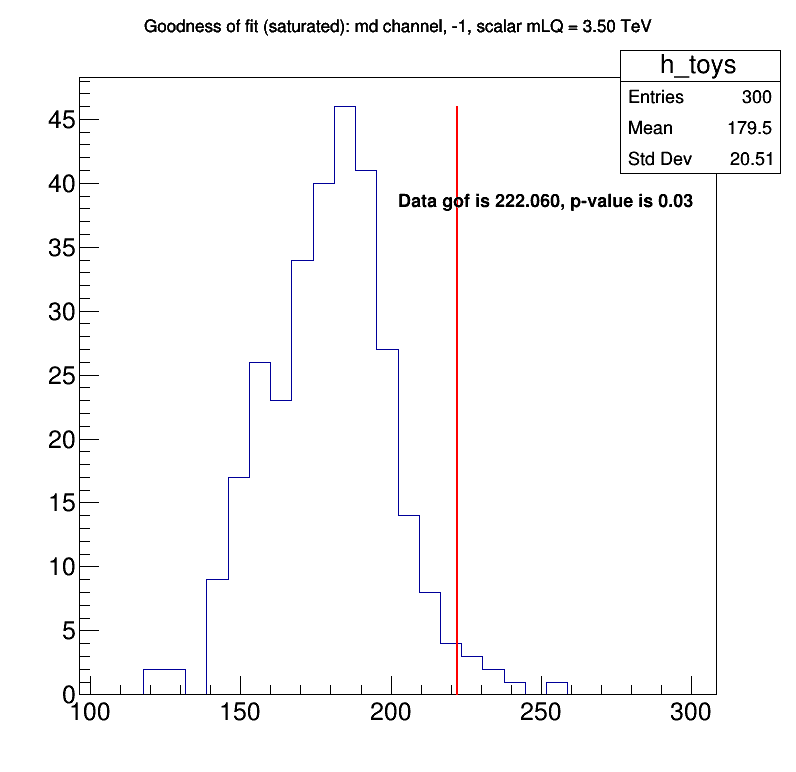 Goodness of fit (saturated): md channel, -1, scalar mLQ = 3.50 TeV
h_toys
Entries 300
Mean 179.5
Std Dev 20.51
Data gof is 222.060, p-value is 0.03
45
40
35
30
25
20
15
10
5
0
100 150 200 250 300